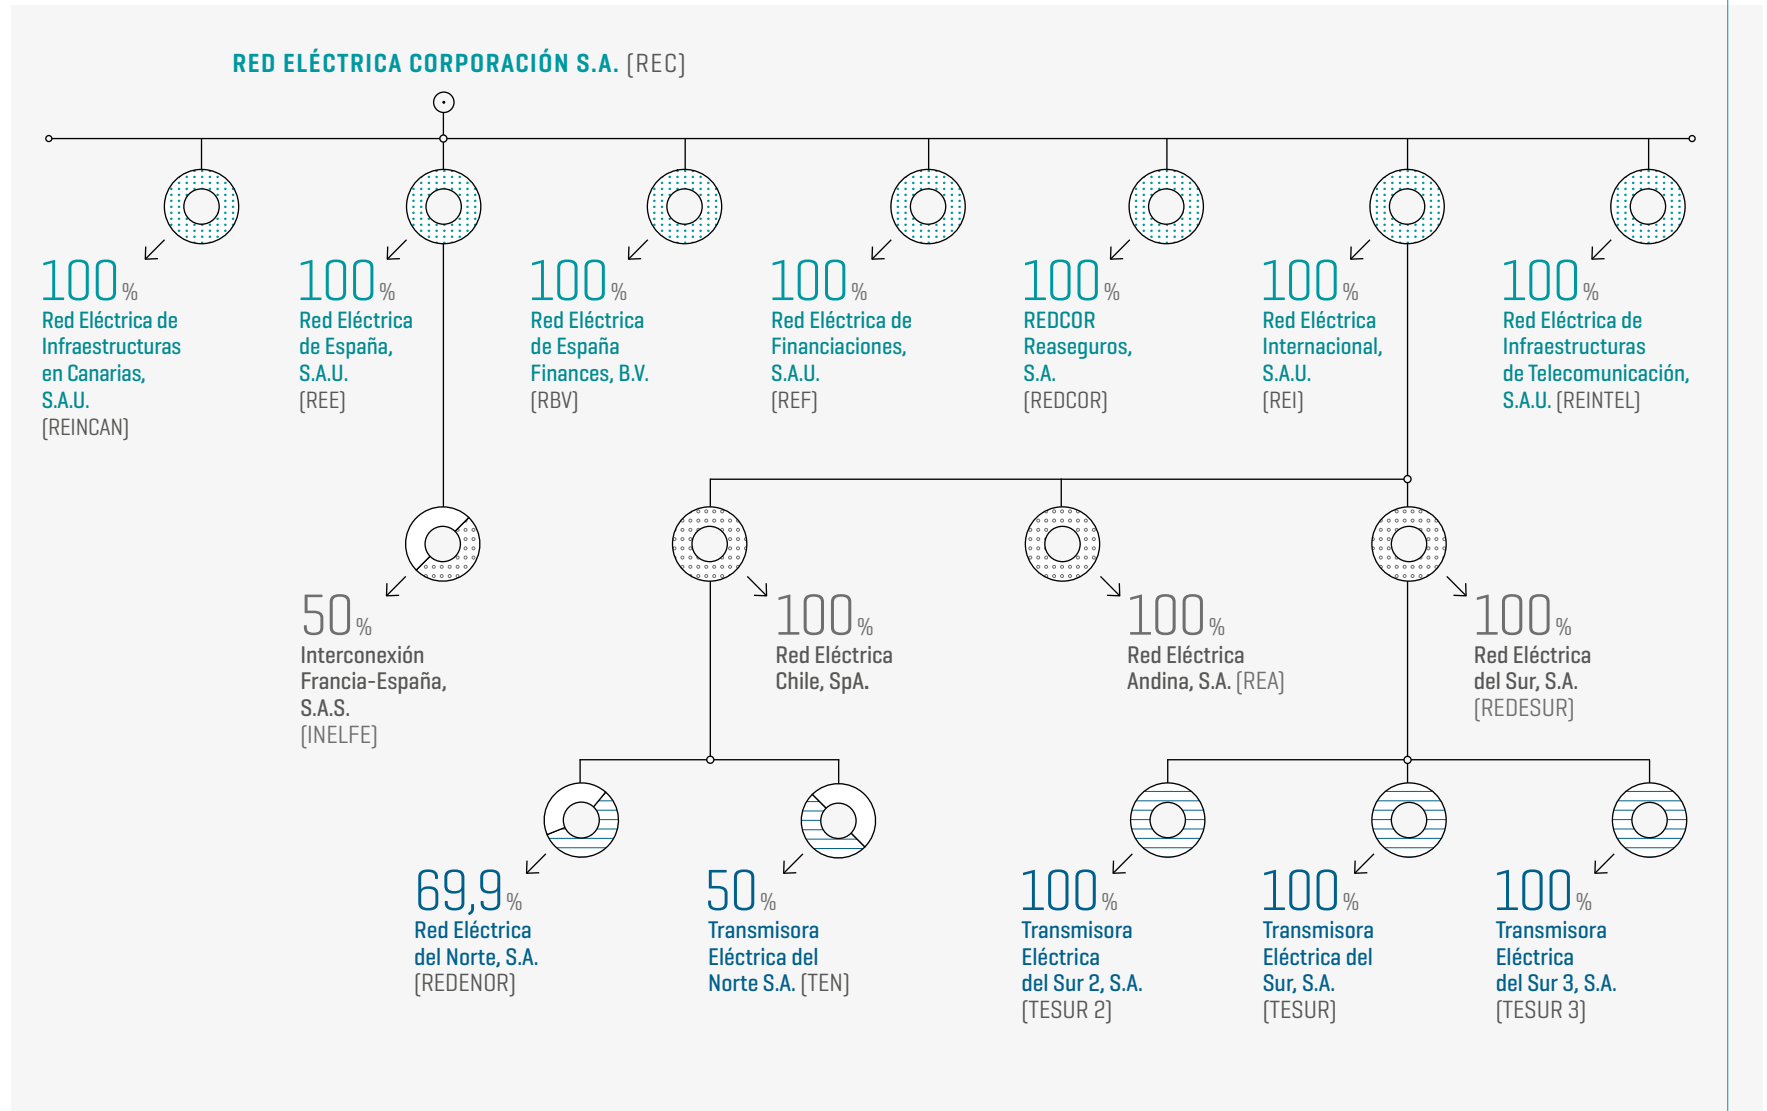 RED ELÉCTRICA CORPORACIÓN S.A. (REC)
100%
Red Eléctrica de
Infraestructuras
en Canarias,
S.A.U.
(REINCAN)
100%
Red Eléctrica
de España,
S.A.U.
(REE)
100%
Red Eléctrica
de España
Finances, B.V.
(RBV)
100%
Red Eléctrica de
Financiaciones,
S.A.U.
(REF)
100%
REDCOR
Reaseguros,
S.A.
(REDCOR)
100%
Red Eléctrica
Internacional,
S.A.U.
(REI)
100%
Red Eléctrica de
Infraestructuras
de Telecomunicación,
S.A.U. (REINTEL)
50%
Interconexión
Francia-España,
S.A.S.
(INELFE)
100%
Red Eléctrica
Chile, SpA.
100%
Red Eléctrica
Andina, S.A. (REA)
100%
Red Eléctrica
del Sur, S.A.
(REDESUR)
69,9%
Red Eléctrica
del Norte, S.A.
(REDENOR)
50%
Transmisora
Eléctrica del
Norte S.A. (TEN)
100%
Transmisora
Eléctrica
del Sur 2, S.A.
(TESUR 2)
100%
Transmisora
Eléctrica del
Sur, S.A.
(TESUR)
100%
Transmisora
Eléctrica
del Sur 3, S.A.
(TESUR 3)